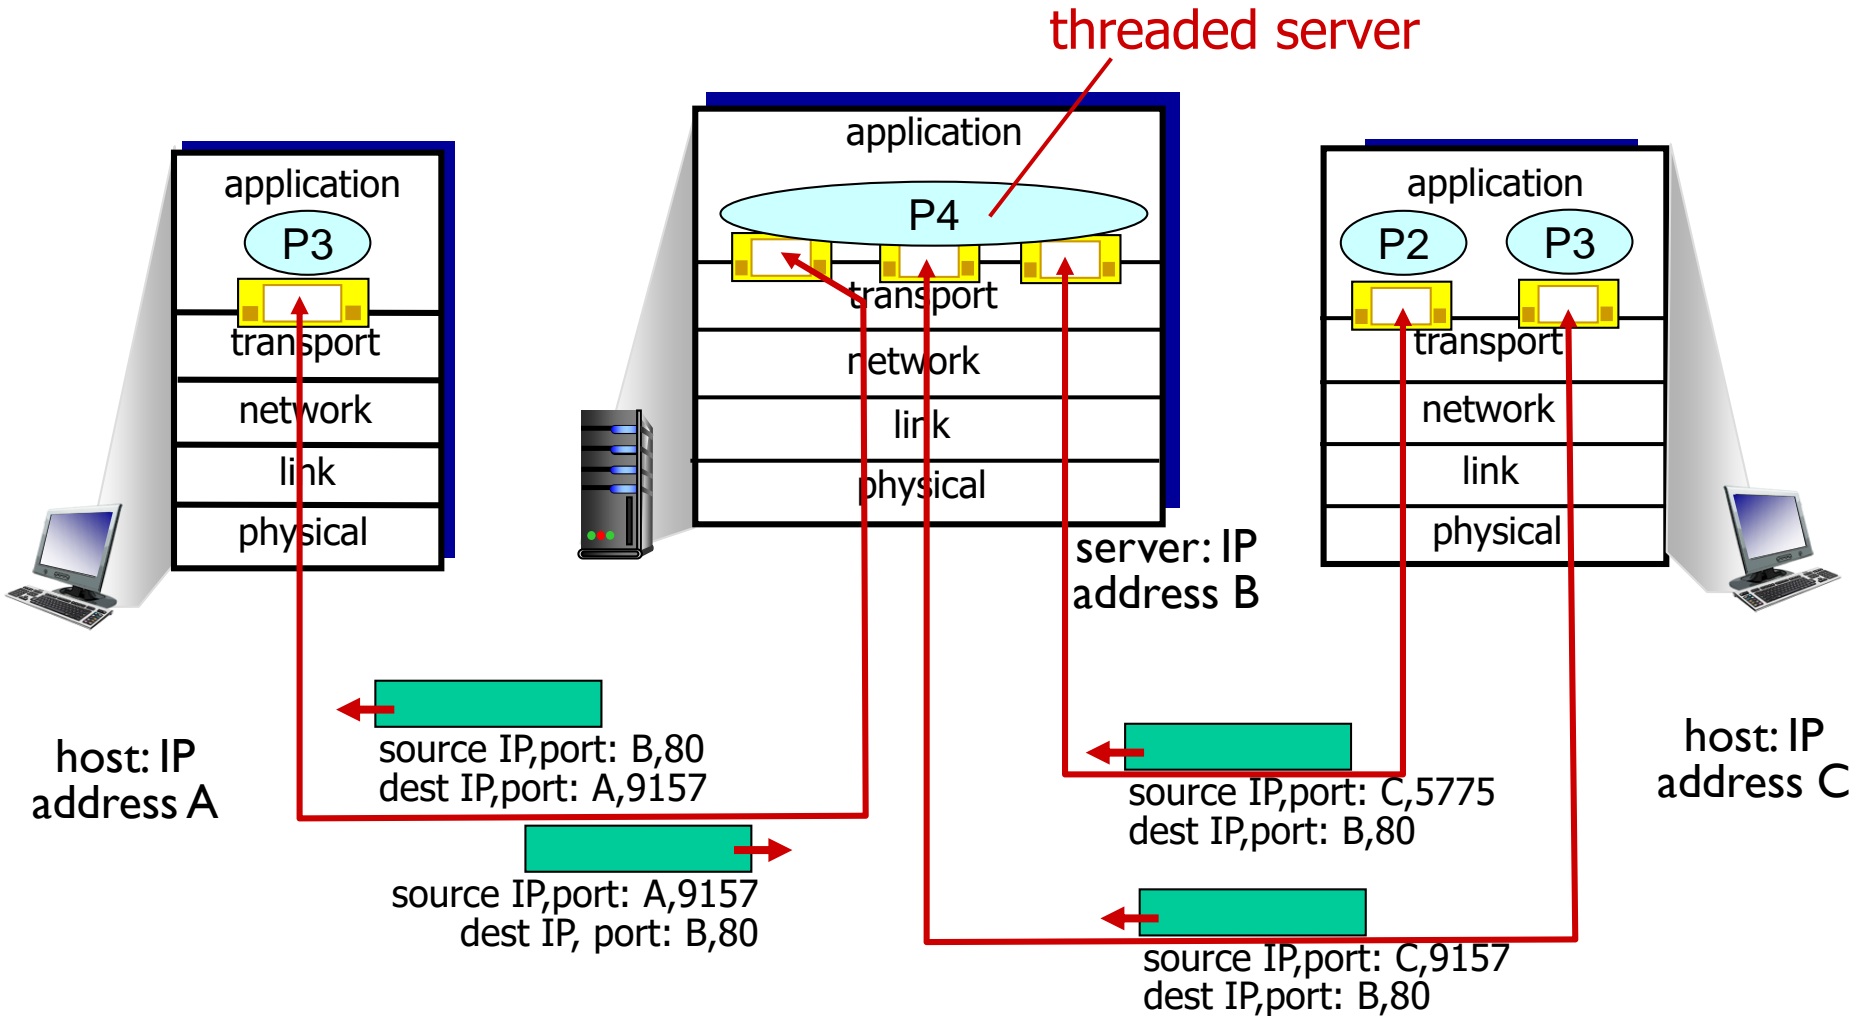 threaded server
application
P3
transport
network
link
physical
application
P4
transport
network
link
physical
application
P2
P3
transport
network
link
physical
server: IP
address B
host: IP
address A
source IP,port: B,80
dest IP,port: A,9157
source IP,port: A,9157
dest IP, port: B,80
source IP,port: C,5775
dest IP,port: B,80
source IP,port: C,9157
dest IP,port: B,80
host: IP
address C